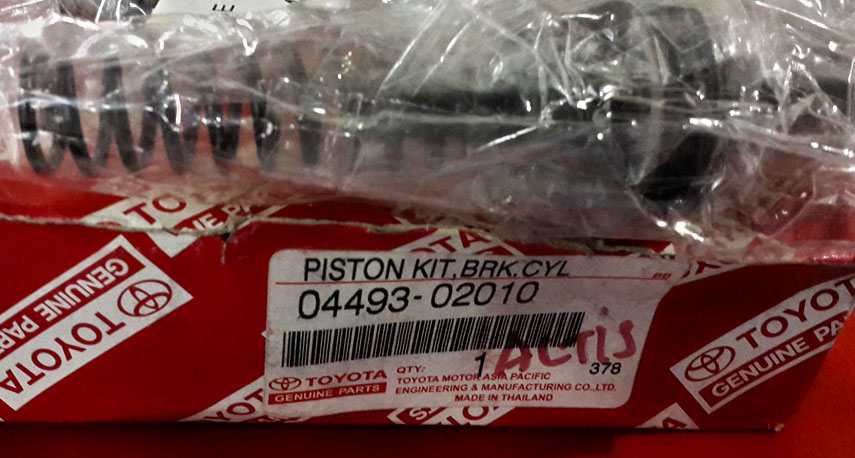 E
TOYOTA
PISTON KIT,BRK,CYL
04493-02010
1
ALTIS
378
QTY:
TOYOTA
GENUINE PARTS
TOYOTA MOTOR ASIA PACIFIC
ENGINEERING & MANUFACTURING CO.,LTD.
MADE IN THAILAND
TOYOTA
GENUINE PARTS
TOYOTA
GENUINE PARTS